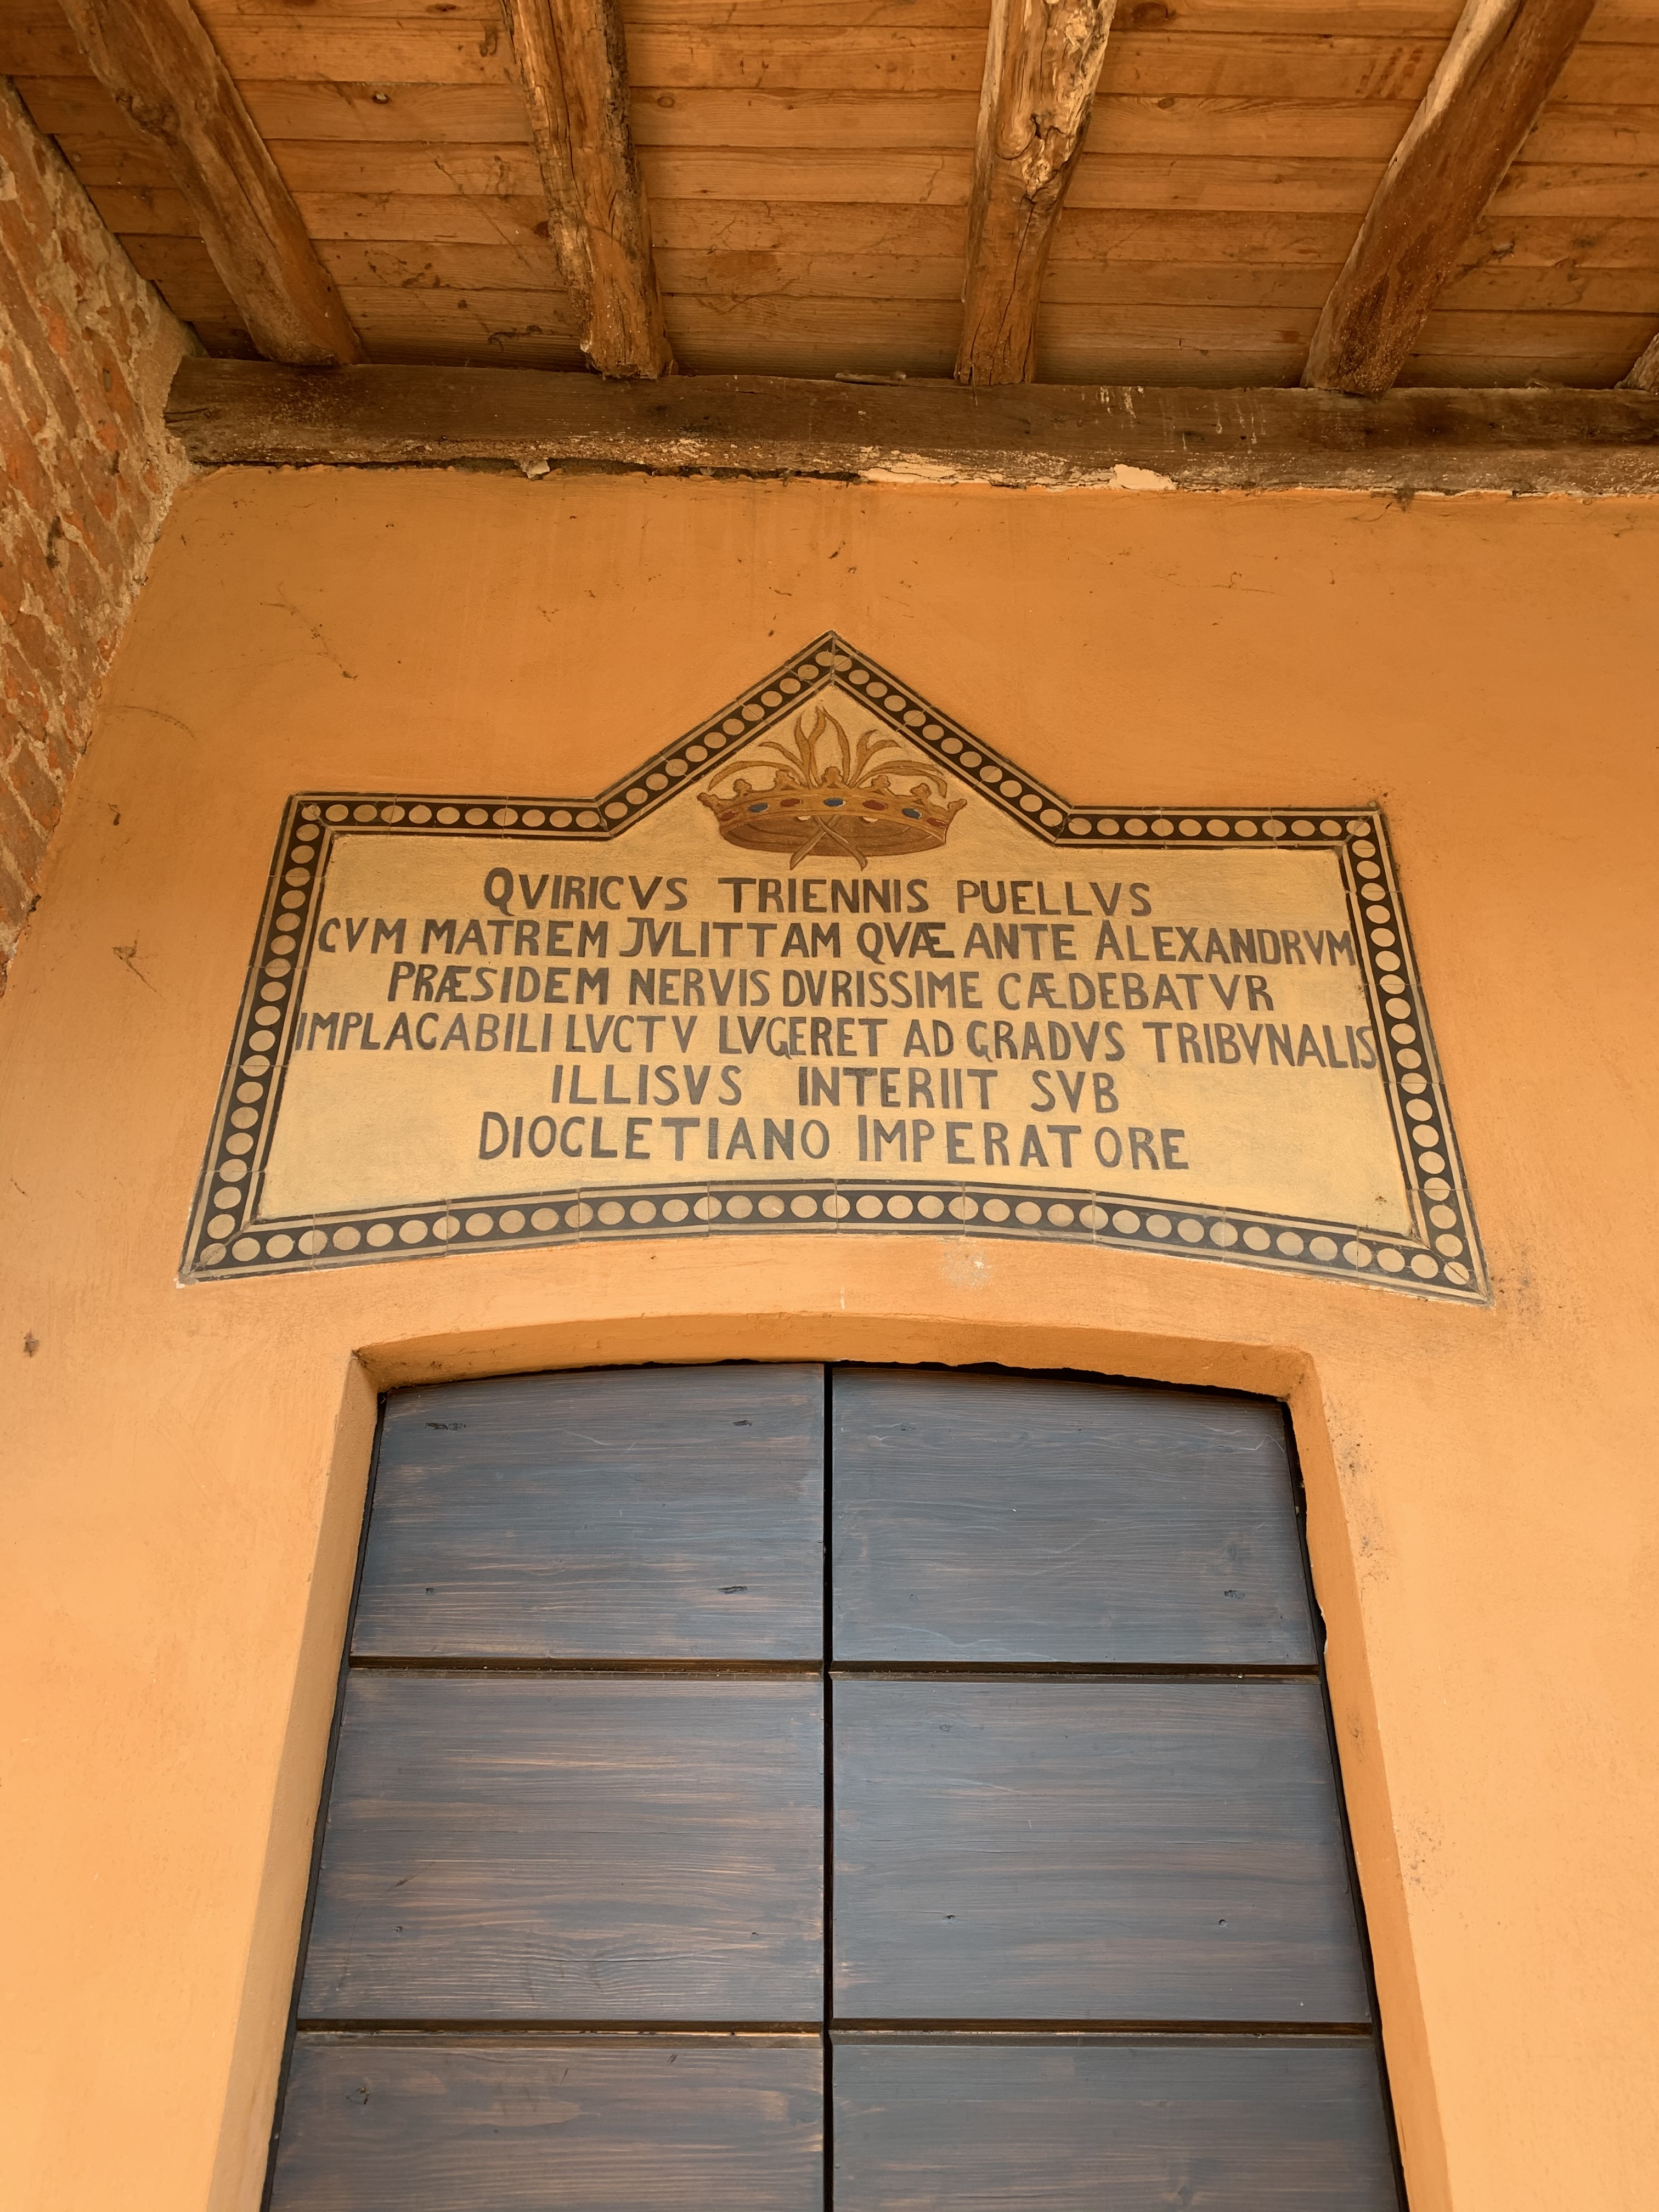 QVIRICVS TRIENNIS PUELLVS
CVM MATREM JVLITTAM QVÆ ANTE ALEXANDRVM
PRÆSIDEM NERVIS DVRISSIME CÆDEBATVR
IMPLACABILI LVCTV LVGERET AD GRADVS TRIBVNALIS
ILLISVS INTERIIT SVB
DIOCLETIANO IMPERATORE